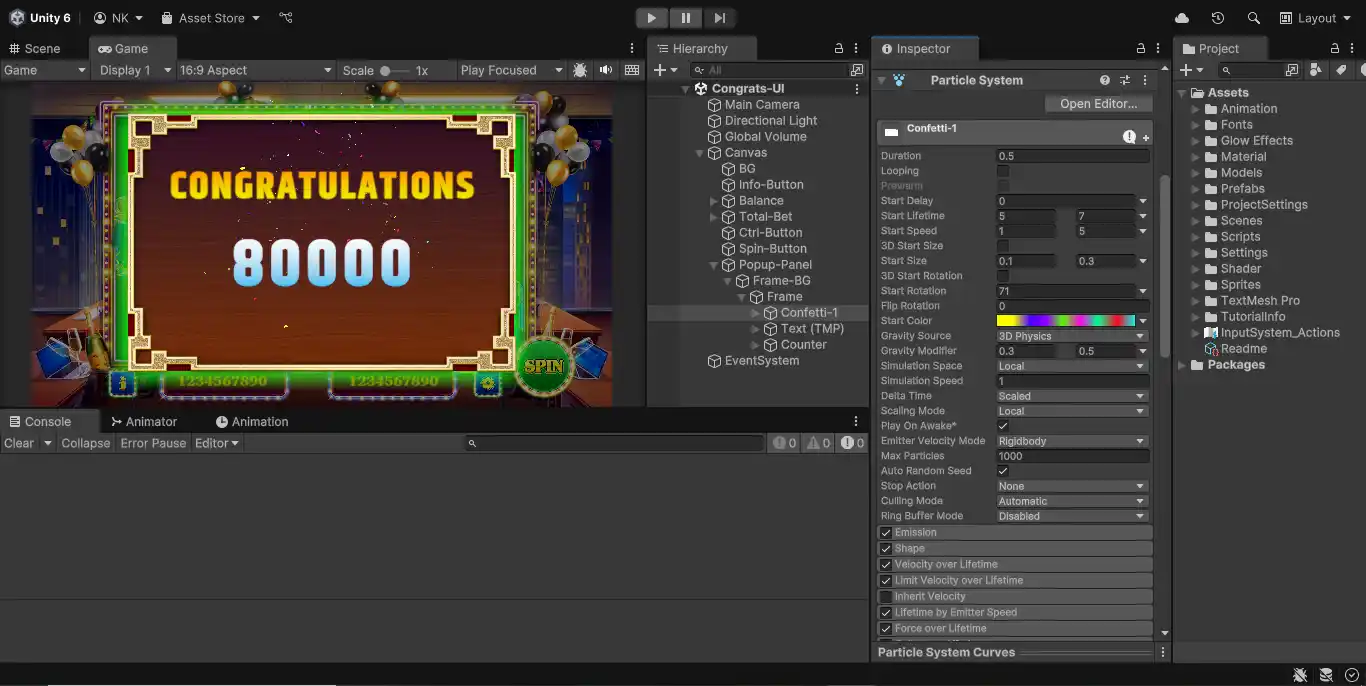 Unity 6 NK Asset Store Layout
Scene Game
Game Display 1 16:9 Aspect Scale 1x Play Focused
CONGRATULATIONS
80000
SPIN
i 1234567890 1234567890
Console Animator Animation
Clear Collapse Error Pause Editor 0 0 0
Hierarchy
All
Congrats-UI
Main Camera
Directional Light
Global Volume
Canvas
BG
Info-Button
Balance
Total-Bet
Ctrl-Button
Spin-Button
Popup-Panel
Frame-BG
Frame
Confetti-1
Text (TMP)
Counter
EventSystem
Inspector
Particle System
Open Editor...
Confetti-1
Duration 0.5
Looping
Prewarm
Start Delay 0
Start Lifetime 5 7
Start Speed 1 5
3D Start Size
Start Size 0.1 0.3
3D Start Rotation
Start Rotation 71
Flip Rotation 0
Start Color
Gravity Source 3D Physics
Gravity Modifier 0.3 0.5
Simulation Space Local
Simulation Speed 1
Delta Time Scaled
Scaling Mode Local
Play On Awake*
Emitter Velocity Mode Rigidbody
Max Particles 1000
Auto Random Seed
Stop Action None
Culling Mode Automatic
Ring Buffer Mode Disabled
Emission
Shape
Velocity over Lifetime
Limit Velocity over Lifetime
Inherit Velocity
Lifetime by Emitter Speed
Force over Lifetime
Particle System Curves
Project
Assets
Animation
Fonts
Glow Effects
Material
Models
Prefabs
ProjectSettings
Scenes
Scripts
Settings
Shader
Sprites
TextMesh Pro
TutorialInfo
InputSystem_Actions
Readme
Packages